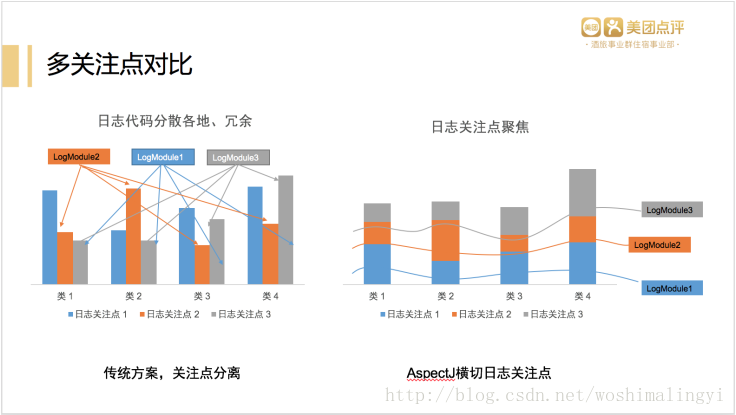 美团 美团点评
·酒旅事业群住宿事业部·
多关注点对比
日志代码分散各地、冗余
日志关注点聚焦
LogModule2 LogModule1 LogModule3
LogModule3
LogModule2
LogModule1
类 1 类 2 类 3 类 4
类 1 类 2 类 3 类 4
日志关注点 1 日志关注点 2 日志关注点 3
日志关注点 1 日志关注点 2 日志关注点 3
传统方案，关注点分离
AspectJ横切日志关注点
http://blog.csdn.net/woshimalingyi